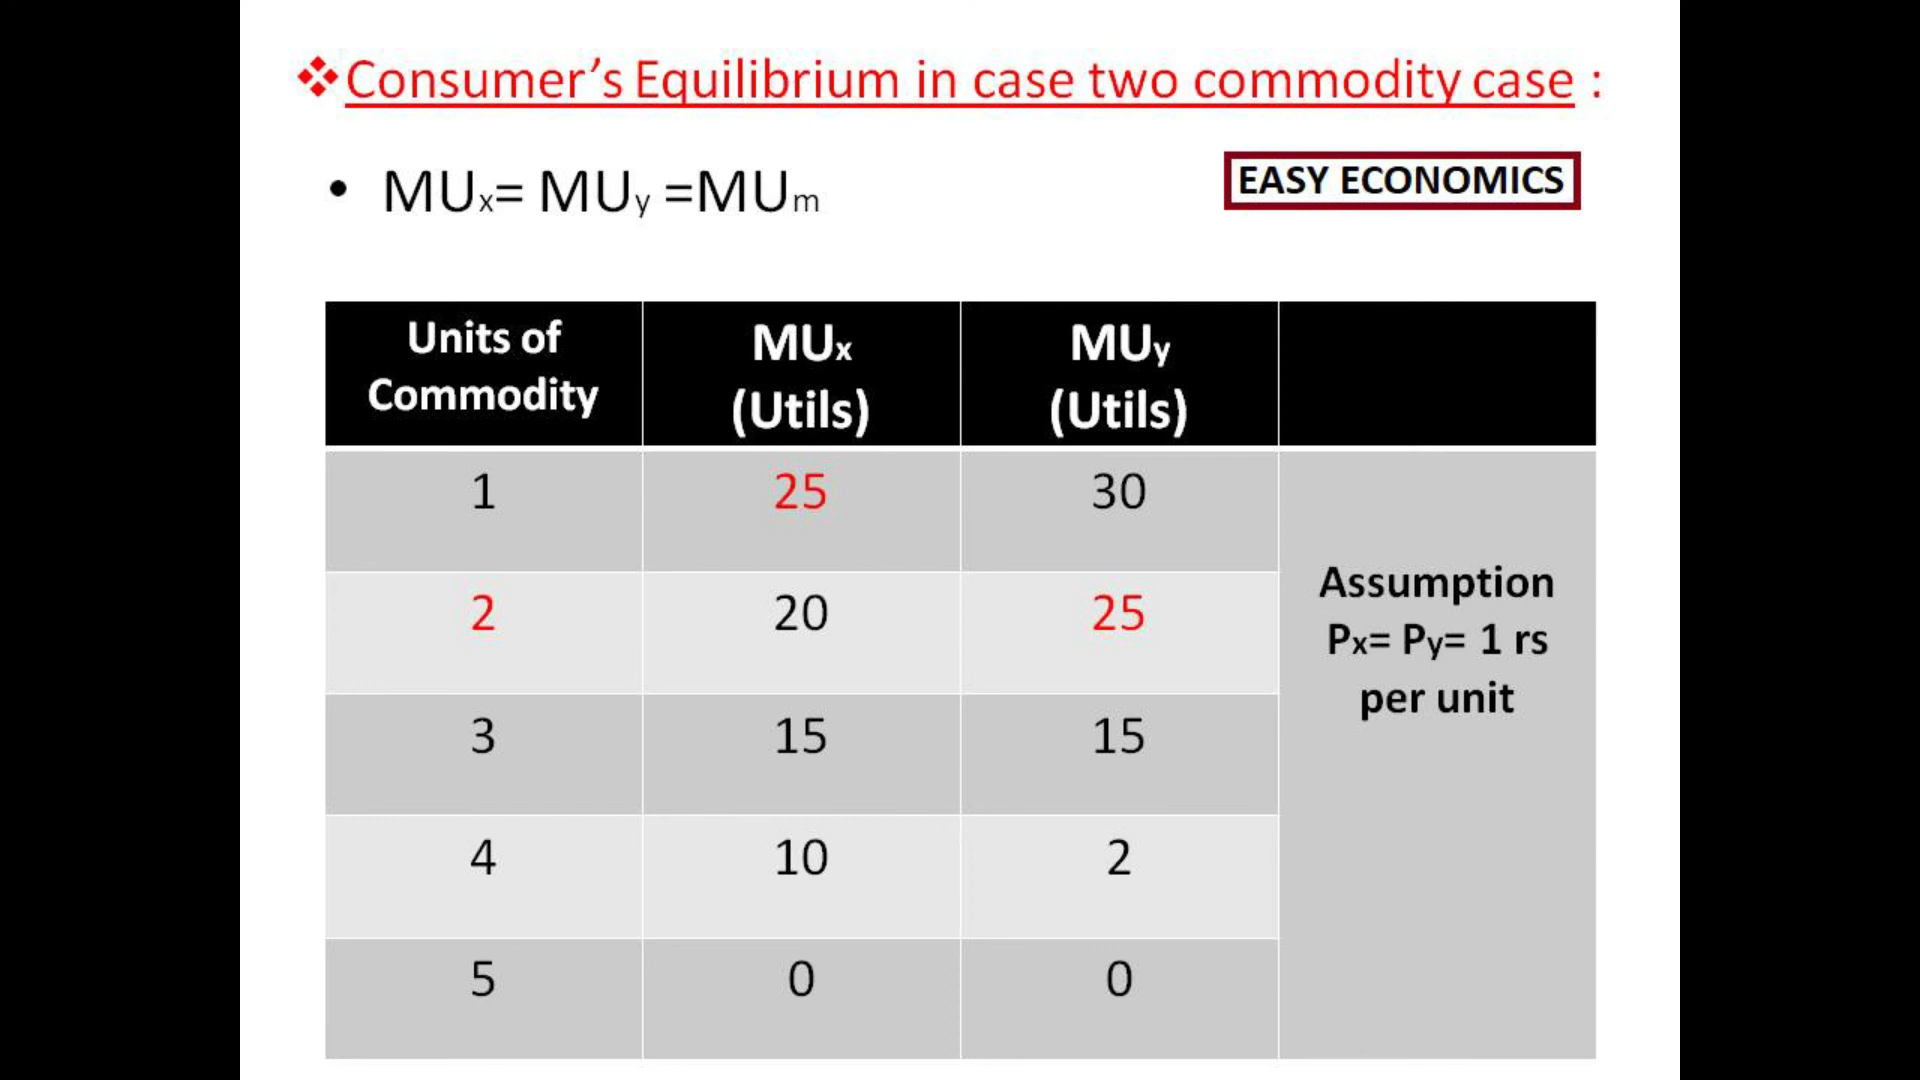 ❖Consumer's Equilibrium in case two commodity case :
• MUx= MUy =MUm
EASY ECONOMICS
Units of Commodity MUx (Utils) MUy (Utils)
1 25 30
2 20 25
3 15 15
4 10 2
5 0 0
Assumption
Px= Py= 1 rs
per unit